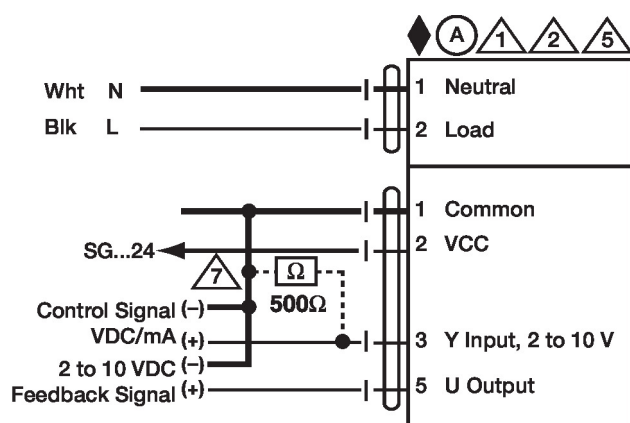 A 1 2 5
Wht N 1 Neutral
Blk L 2 Load
1 Common
SG...24 2 VCC
7 Ω
Control Signal (–) 500Ω
VDC/mA (+) 3 Y Input, 2 to 10 V
2 to 10 VDC (–)
Feedback Signal (+) 5 U Output